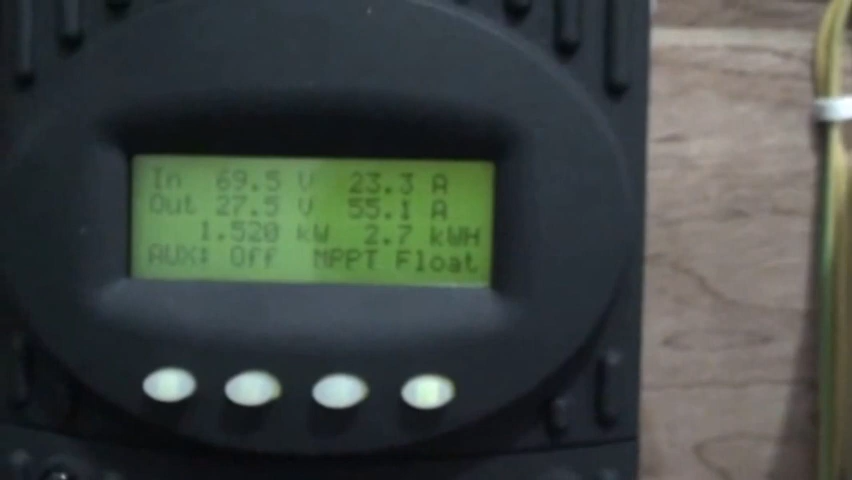 In 69.5 V 23.3 A
Out 27.5 V 55.1 A
1.520 kW 2.7 kWH
AUX: Off MPPT Float